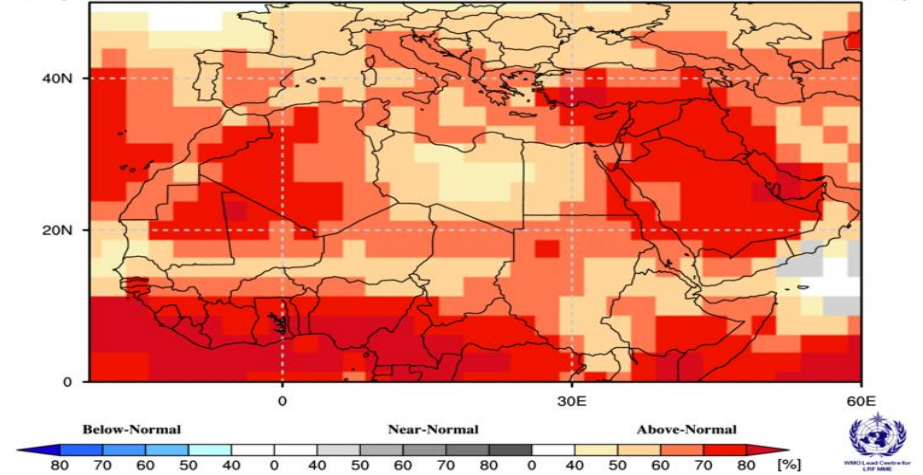 40N
20N
0
0 30E 60E
Below-Normal Near-Normal Above-Normal
80 70 60 50 40 0 40 50 60 70 80 0 40 50 60 70 80 [%]
WMO Lead Centre for
LRF MME